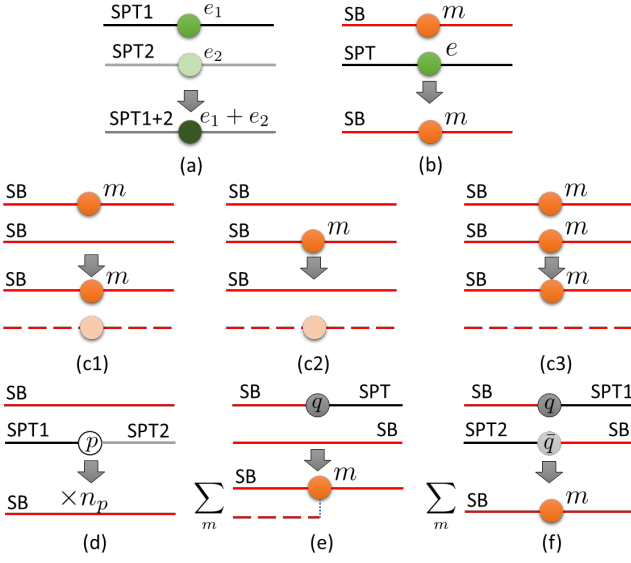 SPT1 e₁
SPT2 e₂
SPT1+2 e₁ + e₂
(a)
SB m
SPT e
SB m
(b)
SB m
SB
SB m
(c1)
SB
SB m
SB
(c2)
SB m
SB m
SB m
(c3)
SB
SPT1 p SPT2
×nₚ
SB
(d)
SB q SPT
SB
∑ₘ SB m
(e)
SB q SPT1
SPT2 q̄ SB
∑ₘ SB m
(f)